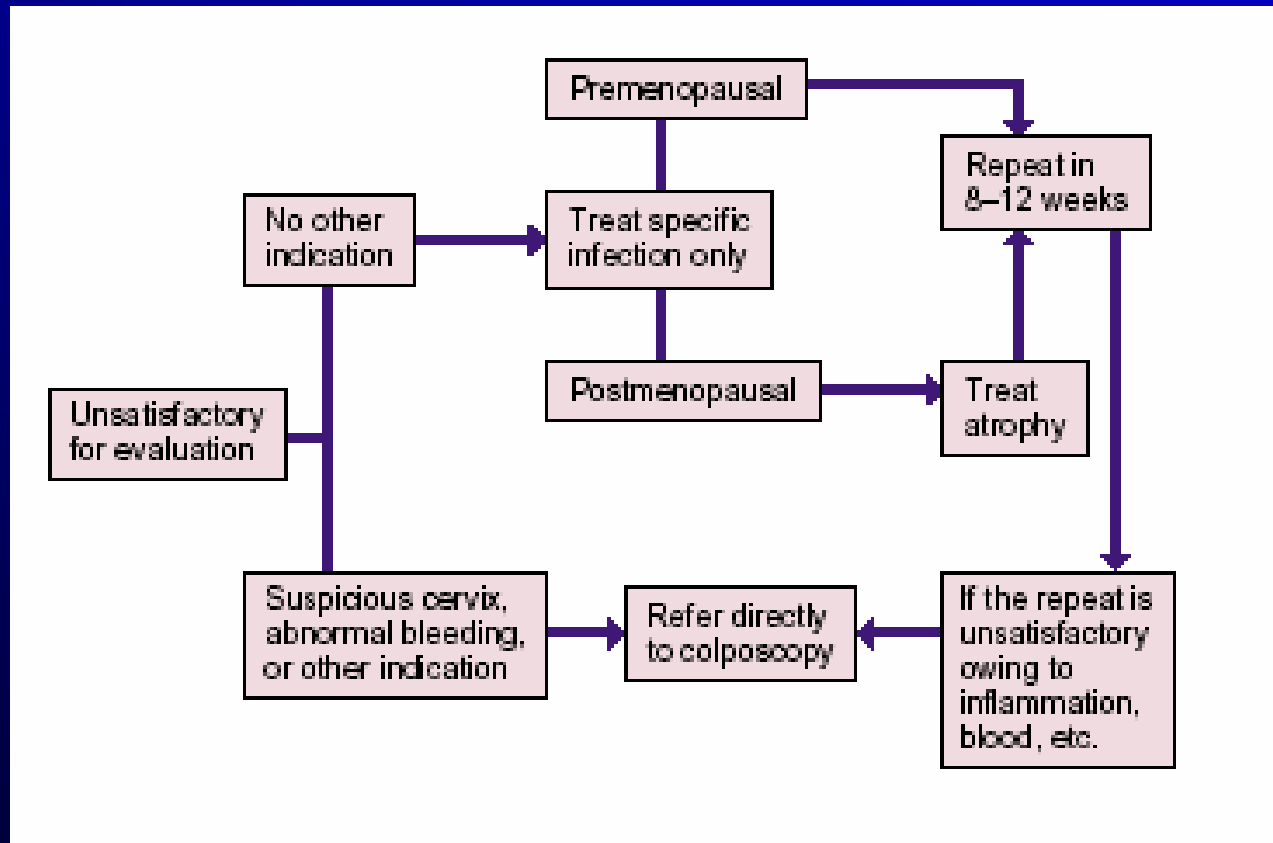 Premenopausal
Repeat in
8–12 weeks
No other
indication
Treat specific
infection only
Postmenopausal
Treat
atrophy
Unsatisfactory
for evaluation
Suspicious cervix,
abnormal bleeding,
or other indication
Refer directly
to colposcopy
If the repeat is
unsatisfactory
owing to
inflammation,
blood, etc.